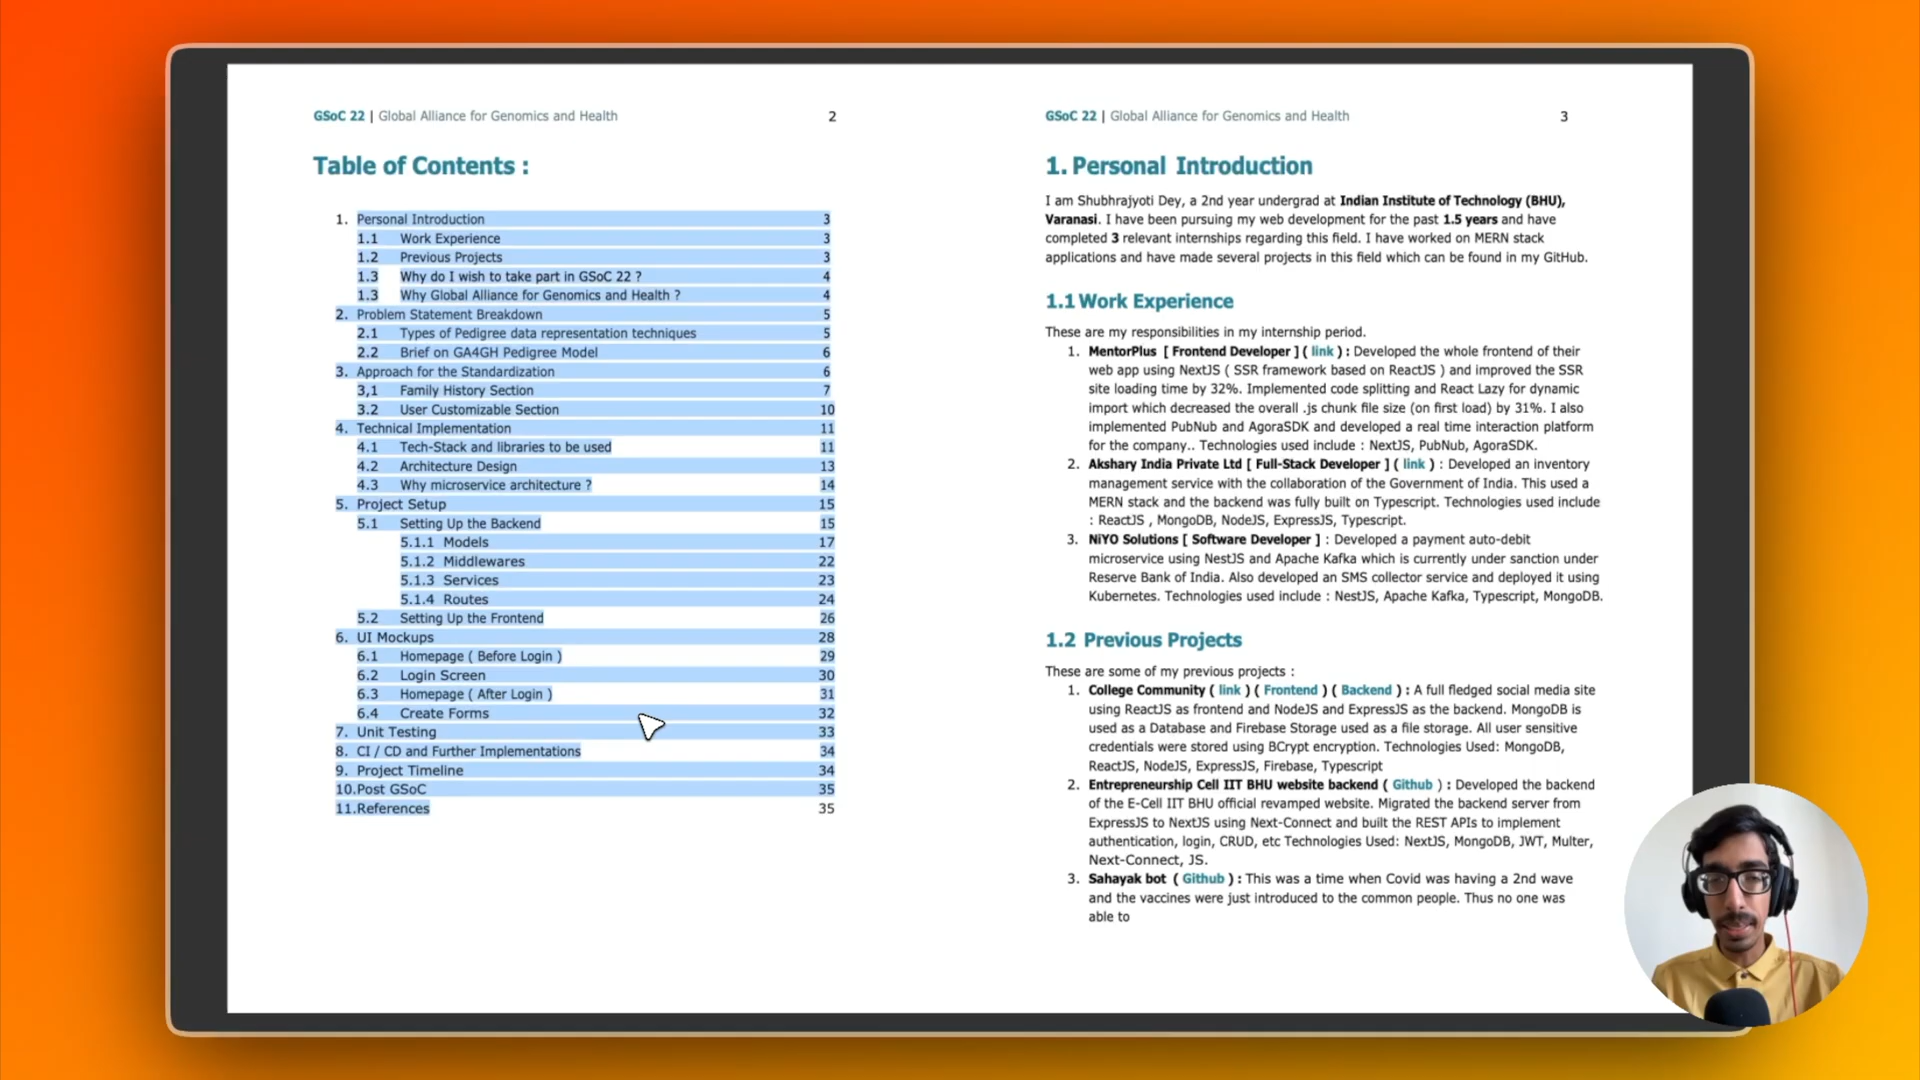 GSoC 22 | Global Alliance for Genomics and Health 2
Table of Contents :
1. Personal Introduction 3
1.1 Work Experience 3
1.2 Previous Projects 3
1.3 Why do I wish to take part in GSoC 22 ? 4
1.3 Why Global Alliance for Genomics and Health ? 4
2. Problem Statement Breakdown 5
2.1 Types of Pedigree data representation techniques 5
2.2 Brief on GA4GH Pedigree Model 6
3. Approach for the Standardization 6
3,1 Family History Section 7
3.2 User Customizable Section 10
4. Technical Implementation 11
4.1 Tech-Stack and libraries to be used 11
4.2 Architecture Design 13
4.3 Why microservice architecture ? 14
5. Project Setup 15
5.1 Setting Up the Backend 15
5.1.1 Models 17
5.1.2 Middlewares 22
5.1.3 Services 23
5.1.4 Routes 24
5.2 Setting Up the Frontend 26
6. UI Mockups 28
6.1 Homepage ( Before Login ) 29
6.2 Login Screen 30
6.3 Homepage ( After Login ) 31
6.4 Create Forms 32
7. Unit Testing 33
8. CI / CD and Further Implementations 34
9. Project Timeline 34
10.Post GSoC 35
11.References 35
GSoC 22 | Global Alliance for Genomics and Health 3
1. Personal Introduction
I am Shubhrajyoti Dey, a 2nd year undergrad at Indian Institute of Technology (BHU),
Varanasi. I have been pursuing my web development for the past 1.5 years and have
completed 3 relevant internships regarding this field. I have worked on MERN stack
applications and have made several projects in this field which can be found in my GitHub.
1.1 Work Experience
These are my responsibilities in my internship period.
1. MentorPlus [ Frontend Developer ] ( link ) : Developed the whole frontend of their
web app using NextJS ( SSR framework based on ReactJS ) and improved the SSR
site loading time by 32%. Implemented code splitting and React Lazy for dynamic
import which decreased the overall .js chunk file size (on first load) by 31%. I also
implemented PubNub and AgoraSDK and developed a real time interaction platform
for the company.. Technologies used include : NextJS, PubNub, AgoraSDK.
2. Akshary India Private Ltd [ Full-Stack Developer ] ( link ) : Developed an inventory
management service with the collaboration of the Government of India. This used a
MERN stack and the backend was fully built on Typescript. Technologies used include
: ReactJS , MongoDB, NodeJS, ExpressJS, Typescript.
3. NiYO Solutions [ Software Developer ] : Developed a payment auto-debit
microservice using NestJS and Apache Kafka which is currently under sanction under
Reserve Bank of India. Also developed an SMS collector service and deployed it using
Kubernetes. Technologies used include : NestJS, Apache Kafka, Typescript, MongoDB.
1.2 Previous Projects
These are some of my previous projects :
1. College Community ( link ) ( Frontend ) ( Backend ) : A full fledged social media site
using ReactJS as frontend and NodeJS and ExpressJS as the backend. MongoDB is
used as a Database and Firebase Storage used as a file storage. All user sensitive
credentials were stored using BCrypt encryption. Technologies Used: MongoDB,
ReactJS, NodeJS, ExpressJS, Firebase, Typescript
2. Entrepreneurship Cell IIT BHU website backend ( Github ) : Developed the backend
of the E-Cell IIT BHU official revamped website. Migrated the backend server from
ExpressJS to NextJS using Next-Connect and built the REST APIs to implement
authentication, login, CRUD, etc Technologies Used: NextJS, MongoDB, JWT, Multer,
Next-Connect, JS.
3. Sahayak bot ( Github ) : This was a time when Covid was having a 2nd wave
and the vaccines were just introduced to the common people. Thus no one was
able to